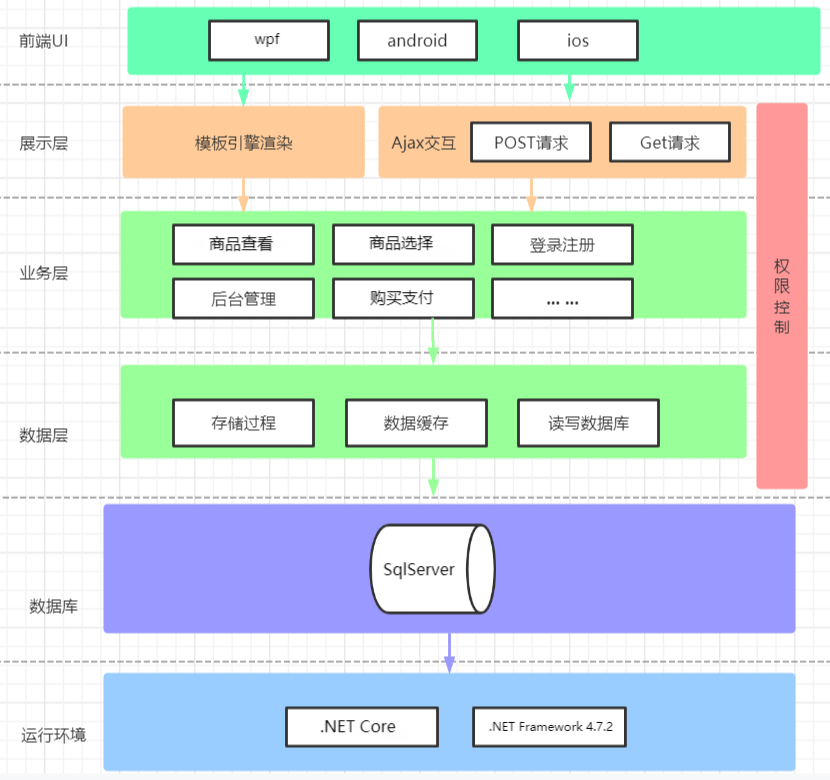 前端UI
wpf
android
ios
展示层
模板引擎渲染
Ajax交互
POST请求
Get请求
业务层
商品查看
商品选择
登录注册
后台管理
购买支付
... ...
权
限
控
制
数据层
存储过程
数据缓存
读写数据库
数据库
SqlServer
运行环境
.NET Core
.NET Framework 4.7.2